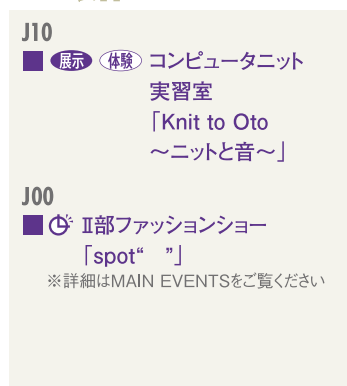 J10
■ 展示 体験 コンピュータニット
実習室
「Knit to Oto
〜ニットと音〜」
J00
■ Ⅱ部ファッションショー
「spot“　”」
※詳細はMAIN EVENTSをご覧ください